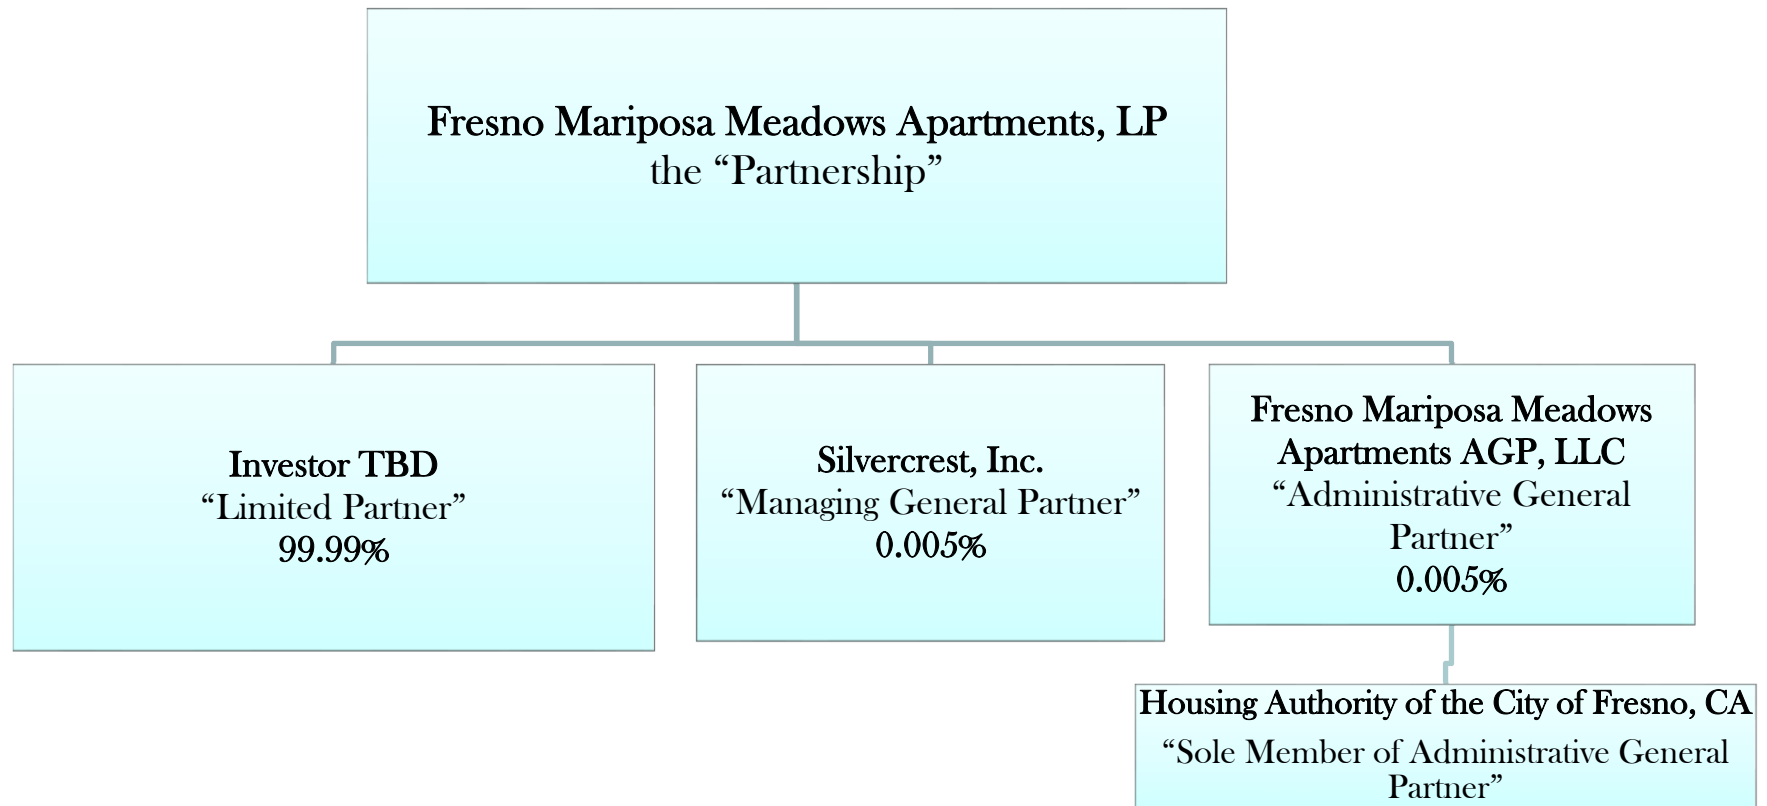 Fresno Mariposa Meadows Apartments, LP
the “Partnership”
Investor TBD
“Limited Partner”
99.99%
Silvercrest, Inc.
“Managing General Partner”
0.005%
Fresno Mariposa Meadows
Apartments AGP, LLC
“Administrative General
Partner”
0.005%
Housing Authority of the City of Fresno, CA
“Sole Member of Administrative General
Partner”